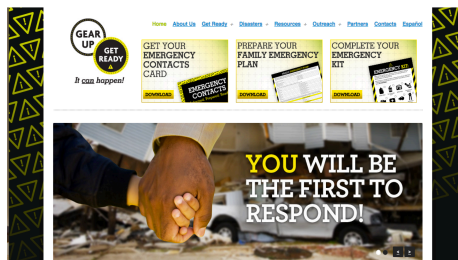 Home About Us Get Ready Disasters Resources Outreach Partners Contacts Español
GEAR
UP
GET
READY
It can happen!
GET YOUR
EMERGENCY
CONTACTS
CARD
DOWNLOAD
EMERGENCY
CONTACTS
PREPARE YOUR
FAMILY EMERGENCY
PLAN
DOWNLOAD
COMPLETE YOUR
EMERGENCY
KIT
DOWNLOAD
EMERGENCY KIT
YOU WILL BE
THE FIRST TO
RESPOND!